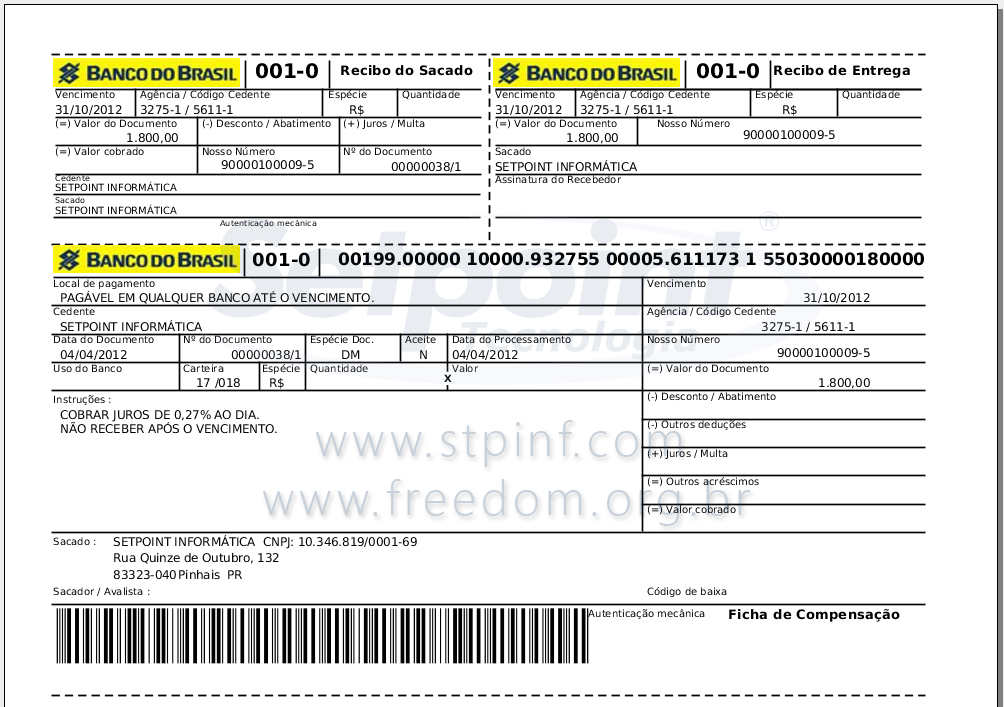 BANCO DO BRASIL 001-0 Recibo do Sacado
Vencimento Agência / Código Cedente Espécie Quantidade
31/10/2012 3275-1 / 5611-1 R$
(=) Valor do Documento (-) Desconto / Abatimento (+) Juros / Multa
1.800,00
(=) Valor cobrado Nosso Número Nº do Documento
90000100009-5 00000038/1
Cedente
SETPOINT INFORMÁTICA
Sacado
SETPOINT INFORMÁTICA
Autenticação mecânica
BANCO DO BRASIL 001-0 Recibo de Entrega
Vencimento Agência / Código Cedente Espécie Quantidade
31/10/2012 3275-1 / 5611-1 R$
(=) Valor do Documento Nosso Número
1.800,00 90000100009-5
Sacado
SETPOINT INFORMÁTICA
Assinatura do Recebedor
Setpoint ®
Tecnologia
BANCO DO BRASIL 001-0 00199.00000 10000.932755 00005.611173 1 55030000180000
Local de pagamento Vencimento
PAGÁVEL EM QUALQUER BANCO ATÉ O VENCIMENTO. 31/10/2012
Cedente Agência / Código Cedente
SETPOINT INFORMÁTICA 3275-1 / 5611-1
Data do Documento Nº do Documento Espécie Doc. Aceite Data do Processamento Nosso Número
04/04/2012 00000038/1 DM N 04/04/2012 90000100009-5
Uso do Banco Carteira Espécie Quantidade Valor (=) Valor do Documento
17 /018 R$ X 1.800,00
Instruções : (-) Desconto / Abatimento
COBRAR JUROS DE 0,27% AO DIA.
NÃO RECEBER APÓS O VENCIMENTO. (-) Outros deduções
www.stpinf.com
(+) Juros / Multa
(=) Outros acréscimos
www.freedom.org.br
(=) Valor cobrado
Sacado : SETPOINT INFORMÁTICA CNPJ: 10.346.819/0001-69
Rua Quinze de Outubro, 132
83323-040 Pinhais PR
Sacador / Avalista : Código de baixa
Autenticação mecânica Ficha de Compensação